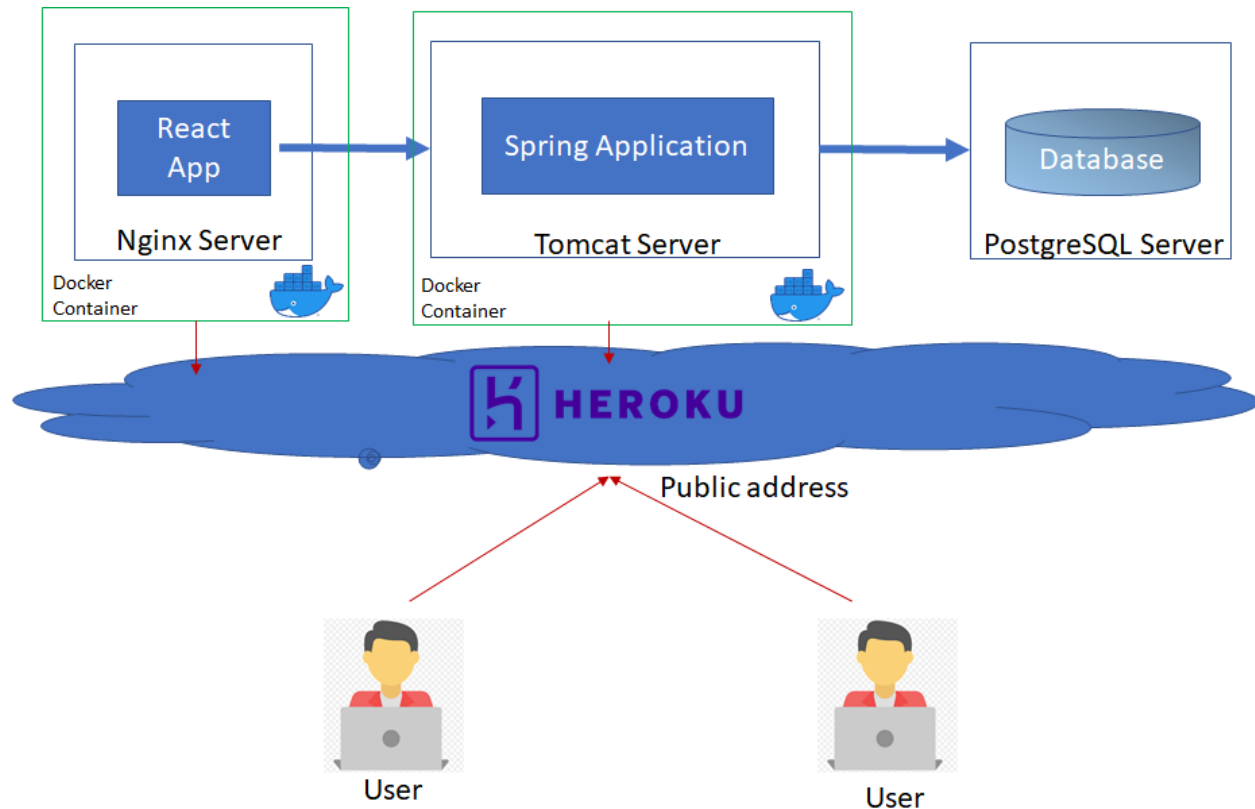 React
App
Nginx Server
Docker
Container
Spring Application
Tomcat Server
Docker
Container
Database
PostgreSQL Server
HEROKU
Public address
User
User